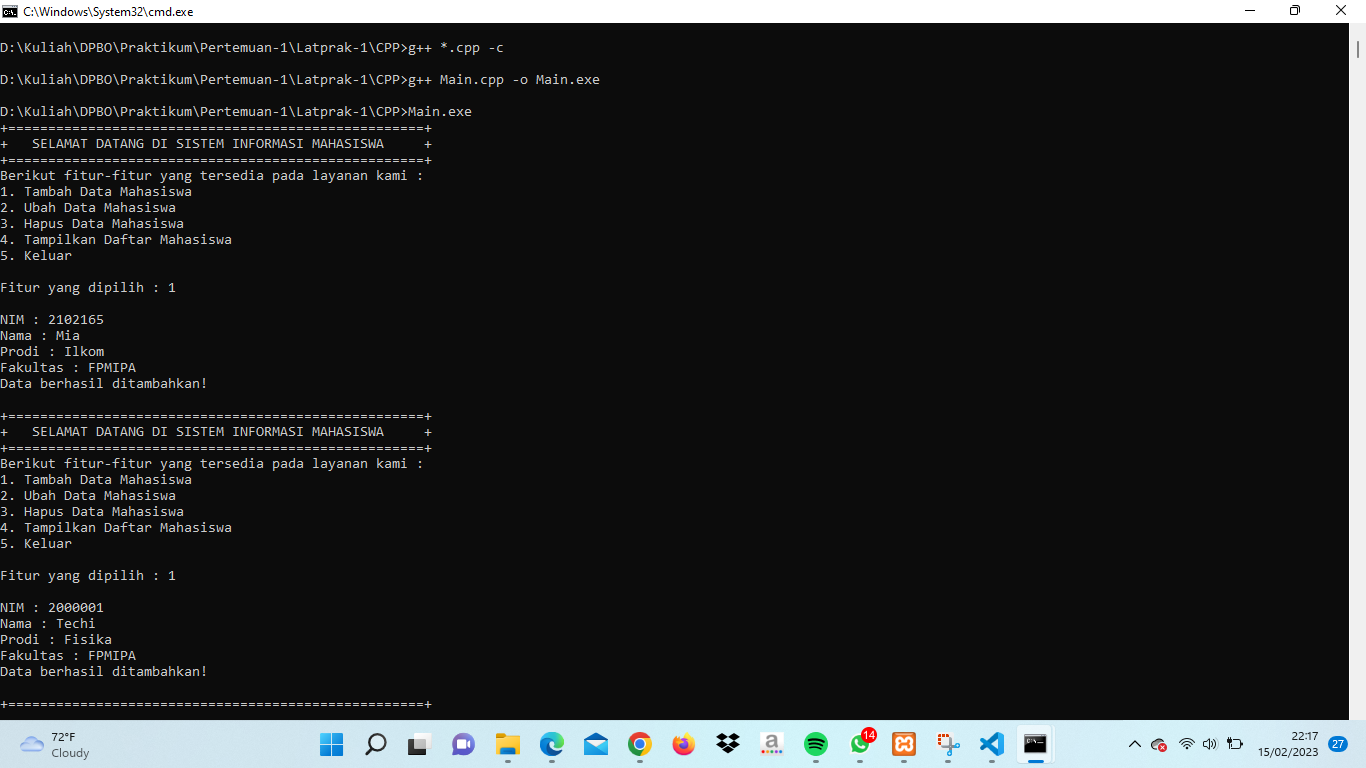 C:\Windows\System32\cmd.exe
D:\Kuliah\DPBO\Praktikum\Pertemuan-1\Latprak-1\CPP>g++ *.cpp -c
D:\Kuliah\DPBO\Praktikum\Pertemuan-1\Latprak-1\CPP>g++ Main.cpp -o Main.exe
D:\Kuliah\DPBO\Praktikum\Pertemuan-1\Latprak-1\CPP>Main.exe
+====================================================+
+   SELAMAT DATANG DI SISTEM INFORMASI MAHASISWA     +
+====================================================+
Berikut fitur-fitur yang tersedia pada layanan kami :
1. Tambah Data Mahasiswa
2. Ubah Data Mahasiswa
3. Hapus Data Mahasiswa
4. Tampilkan Daftar Mahasiswa
5. Keluar
Fitur yang dipilih : 1
NIM : 2102165
Nama : Mia
Prodi : Ilkom
Fakultas : FPMIPA
Data berhasil ditambahkan!
+====================================================+
+   SELAMAT DATANG DI SISTEM INFORMASI MAHASISWA     +
+====================================================+
Berikut fitur-fitur yang tersedia pada layanan kami :
1. Tambah Data Mahasiswa
2. Ubah Data Mahasiswa
3. Hapus Data Mahasiswa
4. Tampilkan Daftar Mahasiswa
5. Keluar
Fitur yang dipilih : 1
NIM : 2000001
Nama : Techi
Prodi : Fisika
Fakultas : FPMIPA
Data berhasil ditambahkan!
+====================================================+
72°F
Cloudy
a
14
22:17
15/02/2023
27